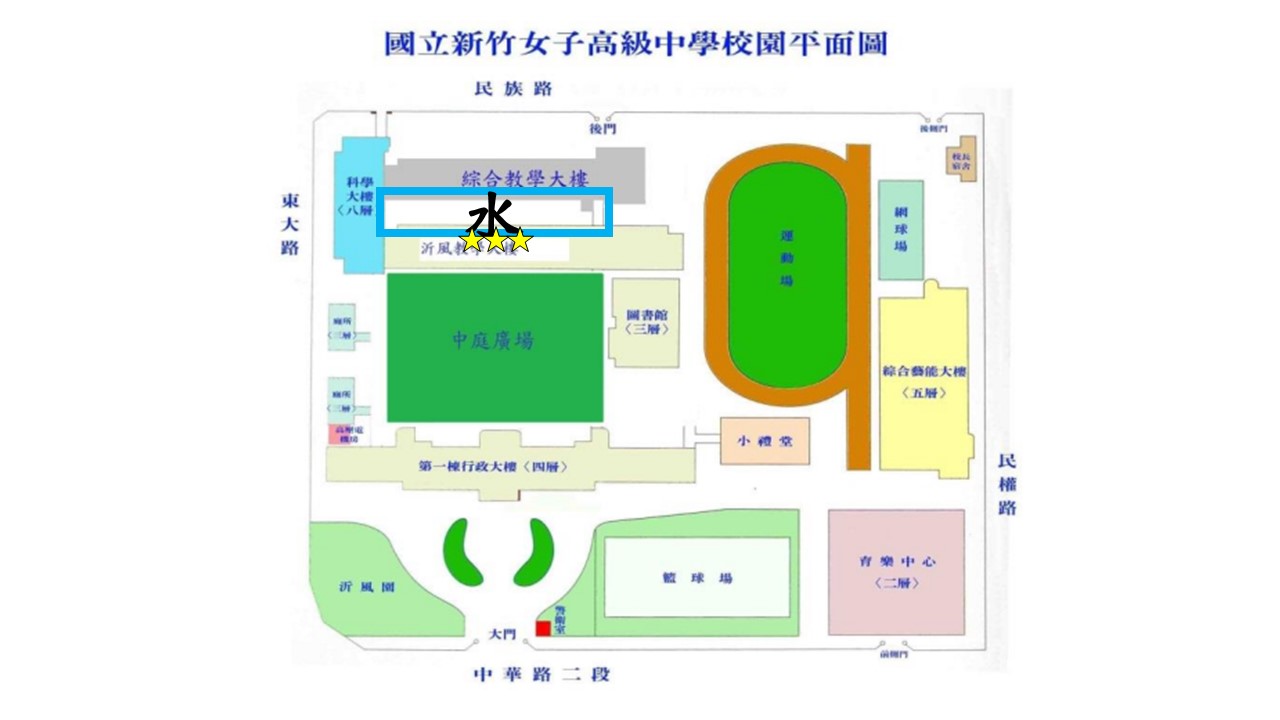 國立新竹女子高級中學校園平面圖
民族路
後門
後側門
校長
宿舍
科學
大樓
〈八層
綜合教學大樓
水
沂風教學大樓
東大路
網球場
運動場
廁所
〈三層〉
中庭廣場
圖書館
〈三層〉
綜合藝能大樓
〈五層〉
廁所
〈三層〉
高壓電
機房
小禮堂
第一棟行政大樓〈四層〉
民權路
沂風園
籃球場
育樂中心
〈二層〉
警衛室
大門
前側門
中華路二段